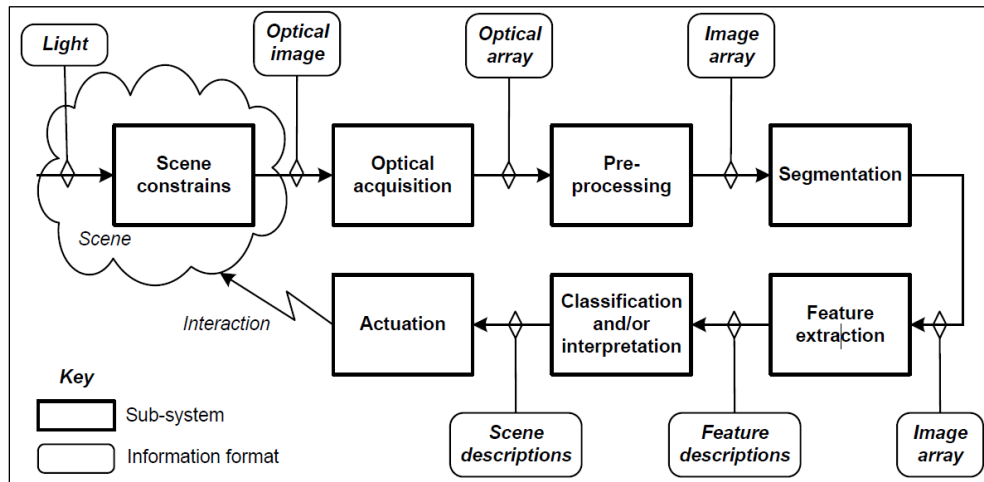 Light
Optical
image
Optical
array
Image
array
Scene
constrains
Optical
acquisition
Pre-
processing
Segmentation
Scene
Interaction
Actuation
Classification
and/or
interpretation
Feature
extraction
Key
Sub-system
Information format
Scene
descriptions
Feature
descriptions
Image
array